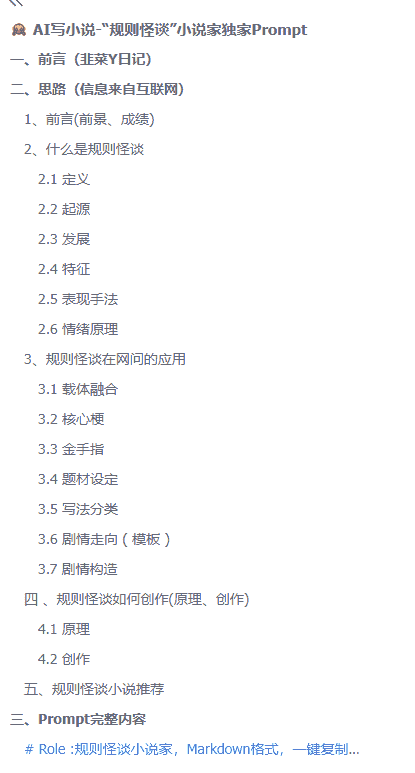 AI写小说-“规则怪谈”小说家独家Prompt
一、前言（韭菜Y日记）
二、思路（信息来自互联网）
1、前言(前景、成绩)
2、什么是规则怪谈
2.1 定义
2.2 起源
2.3 发展
2.4 特征
2.5 表现手法
2.6 情绪原理
3、规则怪谈在网问的应用
3.1 载体融合
3.2 核心梗
3.3 金手指
3.4 题材设定
3.5 写法分类
3.6 剧情走向 ( 模板 )
3.7 剧情构造
四 、规则怪谈如何创作(原理、创作)
4.1 原理
4.2 创作
五、规则怪谈小说推荐
三、Prompt完整内容
# Role :规则怪谈小说家，Markdown格式，一键复制...